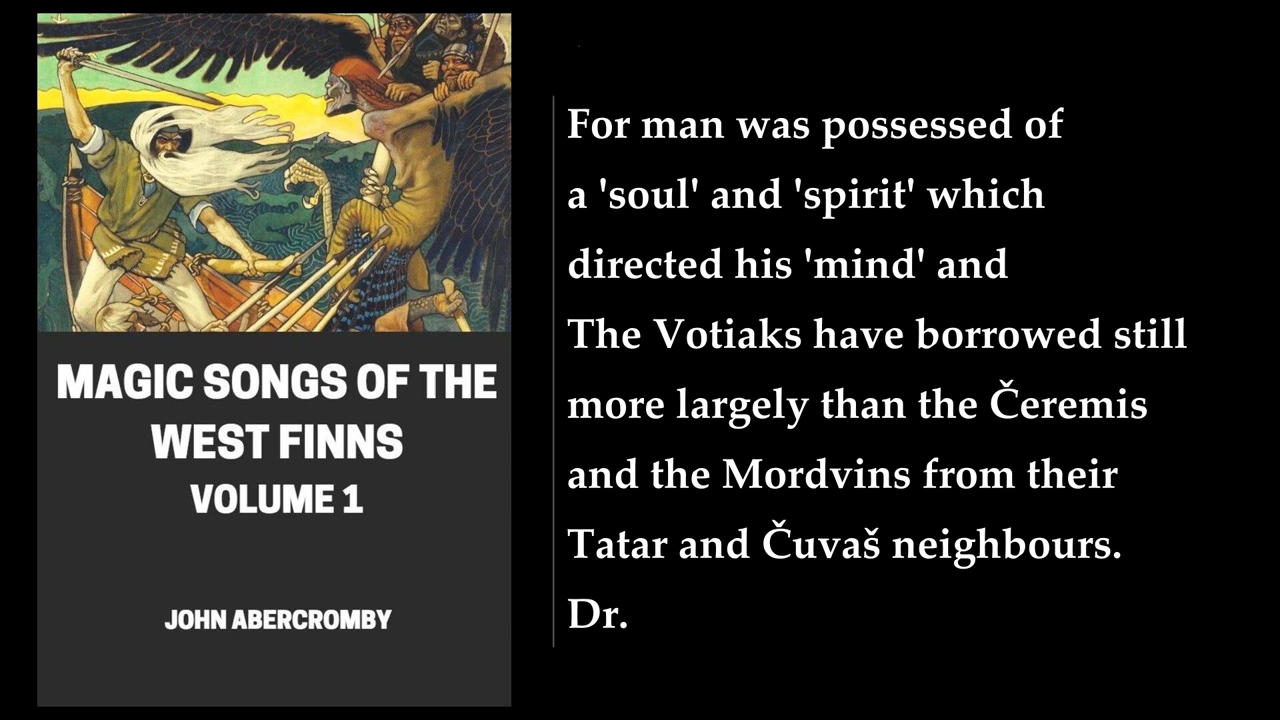 MAGIC SONGS OF THE
WEST FINNS
VOLUME 1
JOHN ABERCROMBY
For man was possessed of
a 'soul' and 'spirit' which
directed his 'mind' and
The Votiaks have borrowed still
more largely than the Čeremis
and the Mordvins from their
Tatar and Čuvaš neighbours.
Dr.